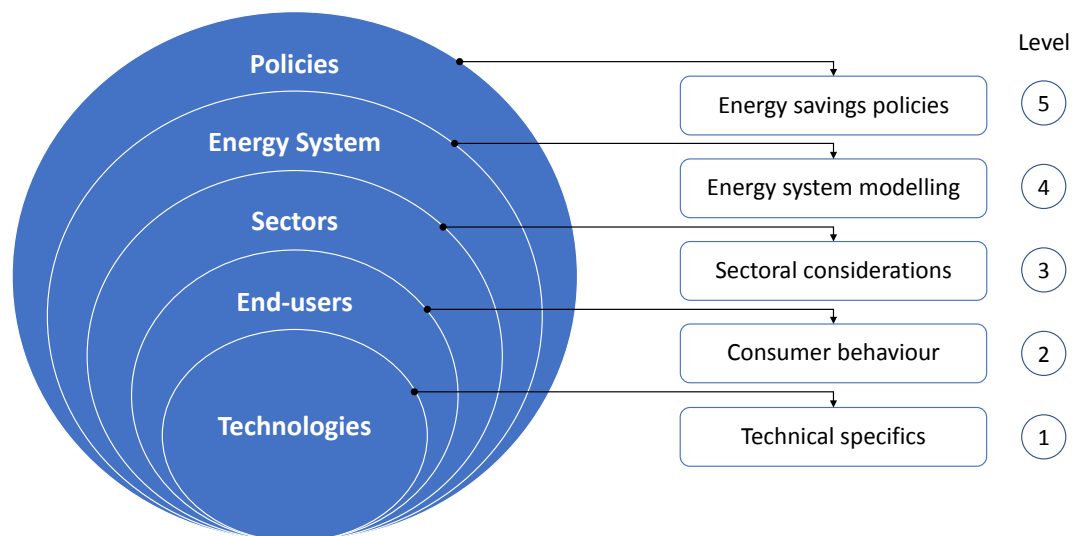 Level
Policies
Energy savings policies
5
Energy System
Energy system modelling
4
Sectors
Sectoral considerations
3
End-users
Consumer behaviour
2
Technologies
Technical specifics
1